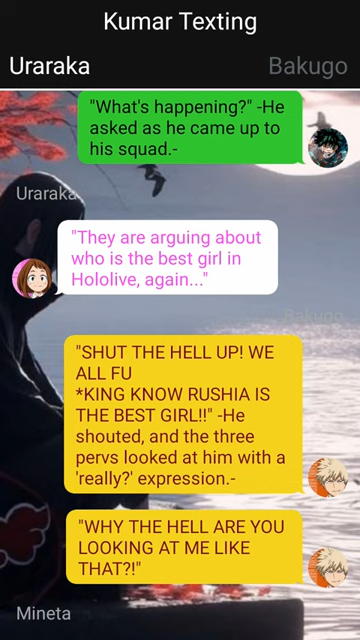 Kumar Texting
Uraraka
Bakugo
"What's happening?" -He
asked as he came up to
his squad.-
Uraraka
"They are arguing about
who is the best girl in
Hololive, again..."
Bakugo
"SHUT THE HELL UP! WE
ALL FU
*KING KNOW RUSHIA IS
THE BEST GIRL!!" -He
shouted, and the three
pervs looked at him with a
'really?' expression.-
"WHY THE HELL ARE YOU
LOOKING AT ME LIKE
THAT?!"
Mineta